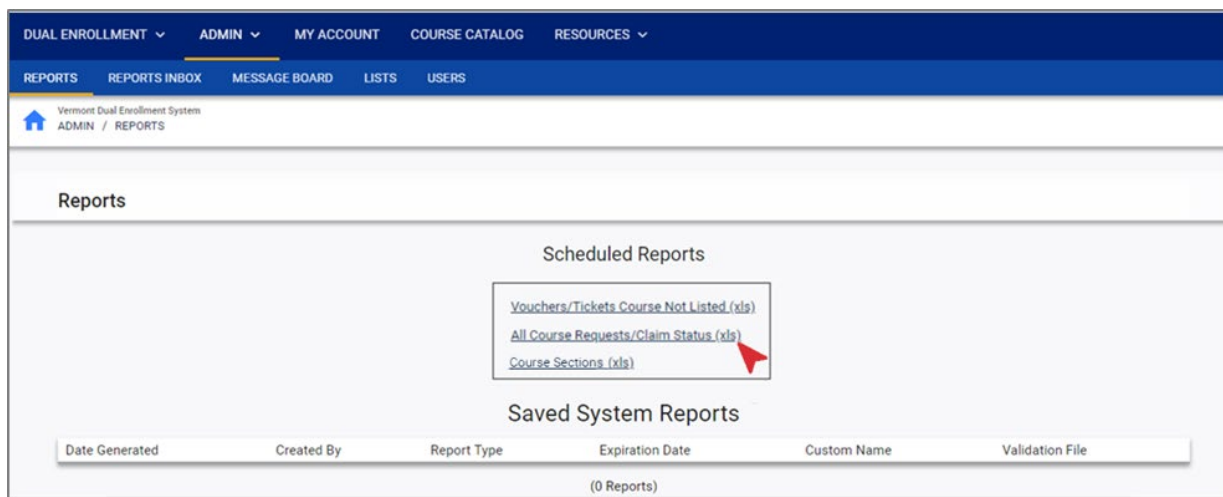 DUAL ENROLLMENT ADMIN MY ACCOUNT COURSE CATALOG RESOURCES
REPORTS REPORTS INBOX MESSAGE BOARD LISTS USERS
Vermont Dual Enrollment System
ADMIN / REPORTS
Reports
Scheduled Reports
Vouchers/Tickets Course Not Listed (xls)
All Course Requests/Claim Status (xls)
Course Sections (xls)
Saved System Reports
Date Generated Created By Report Type Expiration Date Custom Name Validation File
(0 Reports)